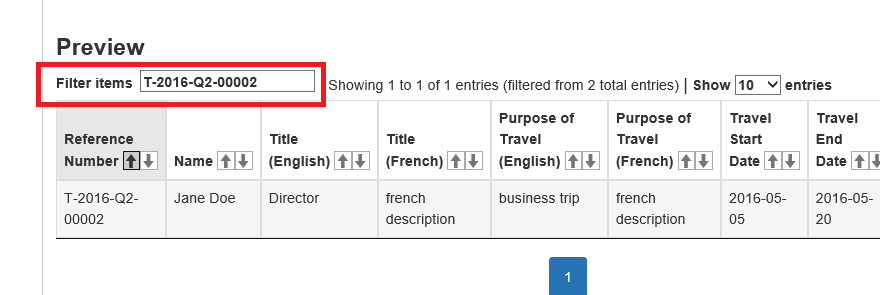 Preview
Filter items T-2016-Q2-00002 Showing 1 to 1 of 1 entries (filtered from 2 total entries) | Show 10 entries
Reference Number
Name
Title (English)
Title (French)
Purpose of Travel (English)
Purpose of Travel (French)
Travel Start Date
Travel End Date
T-2016-Q2-00002
Jane Doe
Director
french description
business trip
french description
2016-05-05
2016-05-20
1